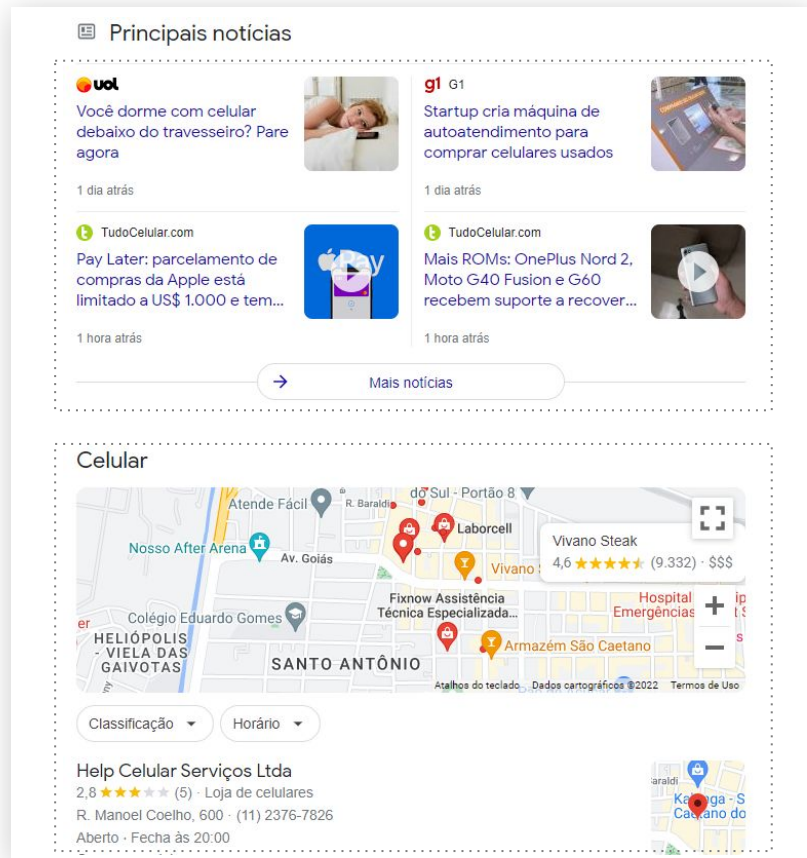 Principais notícias
uol
Você dorme com celular
debaixo do travesseiro? Pare
agora
1 dia atrás
g1 G1
Startup cria máquina de
autoatendimento para
comprar celulares usados
1 dia atrás
TudoCelular.com
Pay Later: parcelamento de
compras da Apple está
limitado a US$ 1.000 e tem...
1 hora atrás
Pay
TudoCelular.com
Mais ROMs: OnePlus Nord 2,
Moto G40 Fusion e G60
recebem suporte a recover...
1 hora atrás
Mais notícias
Celular
do Sul - Portão 8
Atende Fácil
R. Baraldi
Laborcell
Nosso After Arena
Av. Goiás
Vivano
Vivano Steak
4,6 (9.332) · $$$
Fixnow Assistência
Técnica Especializada...
Hospital
Emergências
Colégio Eduardo Gomes
HELIÓPOLIS
- VIELA DAS
GAIVOTAS
SANTO ANTÔNIO
Armazém São Caetano
+
−
Atalhos do teclado Dados cartográficos ©2022 Termos de Uso
Classificação
Horário
Help Celular Serviços Ltda
2,8 (5) · Loja de celulares
R. Manoel Coelho, 600 · (11) 2376-7826
Aberto · Fecha às 20:00
araldi